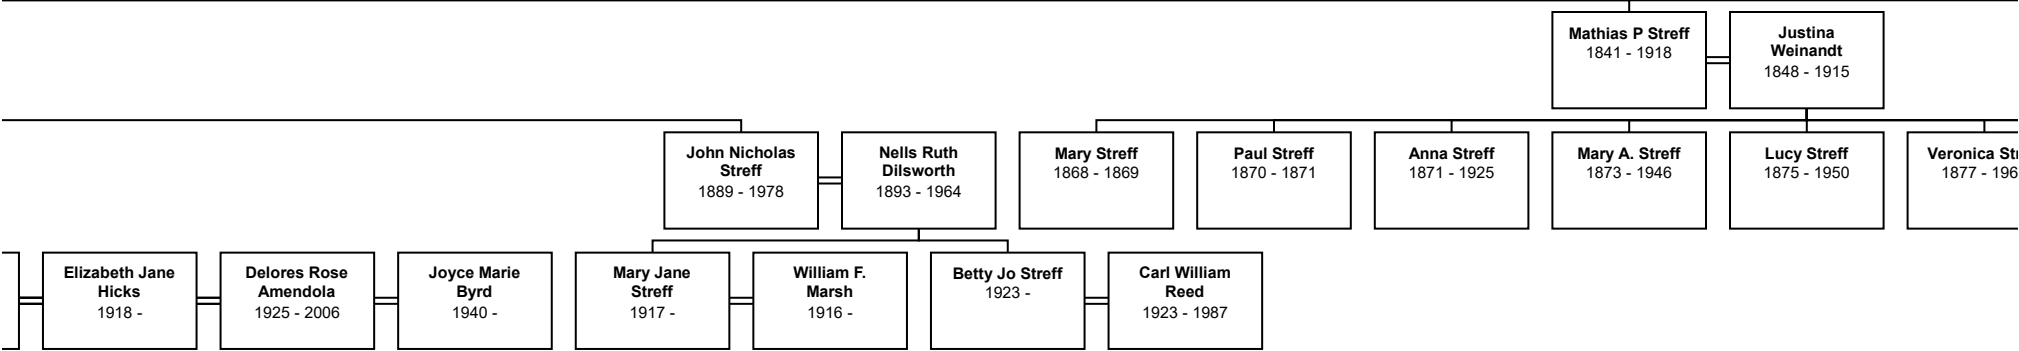 Mathias P Streff
1841 - 1918
Justina
Weinandt
1848 - 1915
John Nicholas
Streff
1889 - 1978
Nells Ruth
Dilsworth
1893 - 1964
Mary Streff
1868 - 1869
Paul Streff
1870 - 1871
Anna Streff
1871 - 1925
Mary A. Streff
1873 - 1946
Lucy Streff
1875 - 1950
Veronica
1877 -
Elizabeth Jane
Hicks
1918 -
Delores Rose
Amendola
1925 - 2006
Joyce Marie
Byrd
1940 -
Mary Jane
Streff
1917 -
William F.
Marsh
1916 -
Betty Jo Streff
1923 -
Carl William
Reed
1923 - 1987